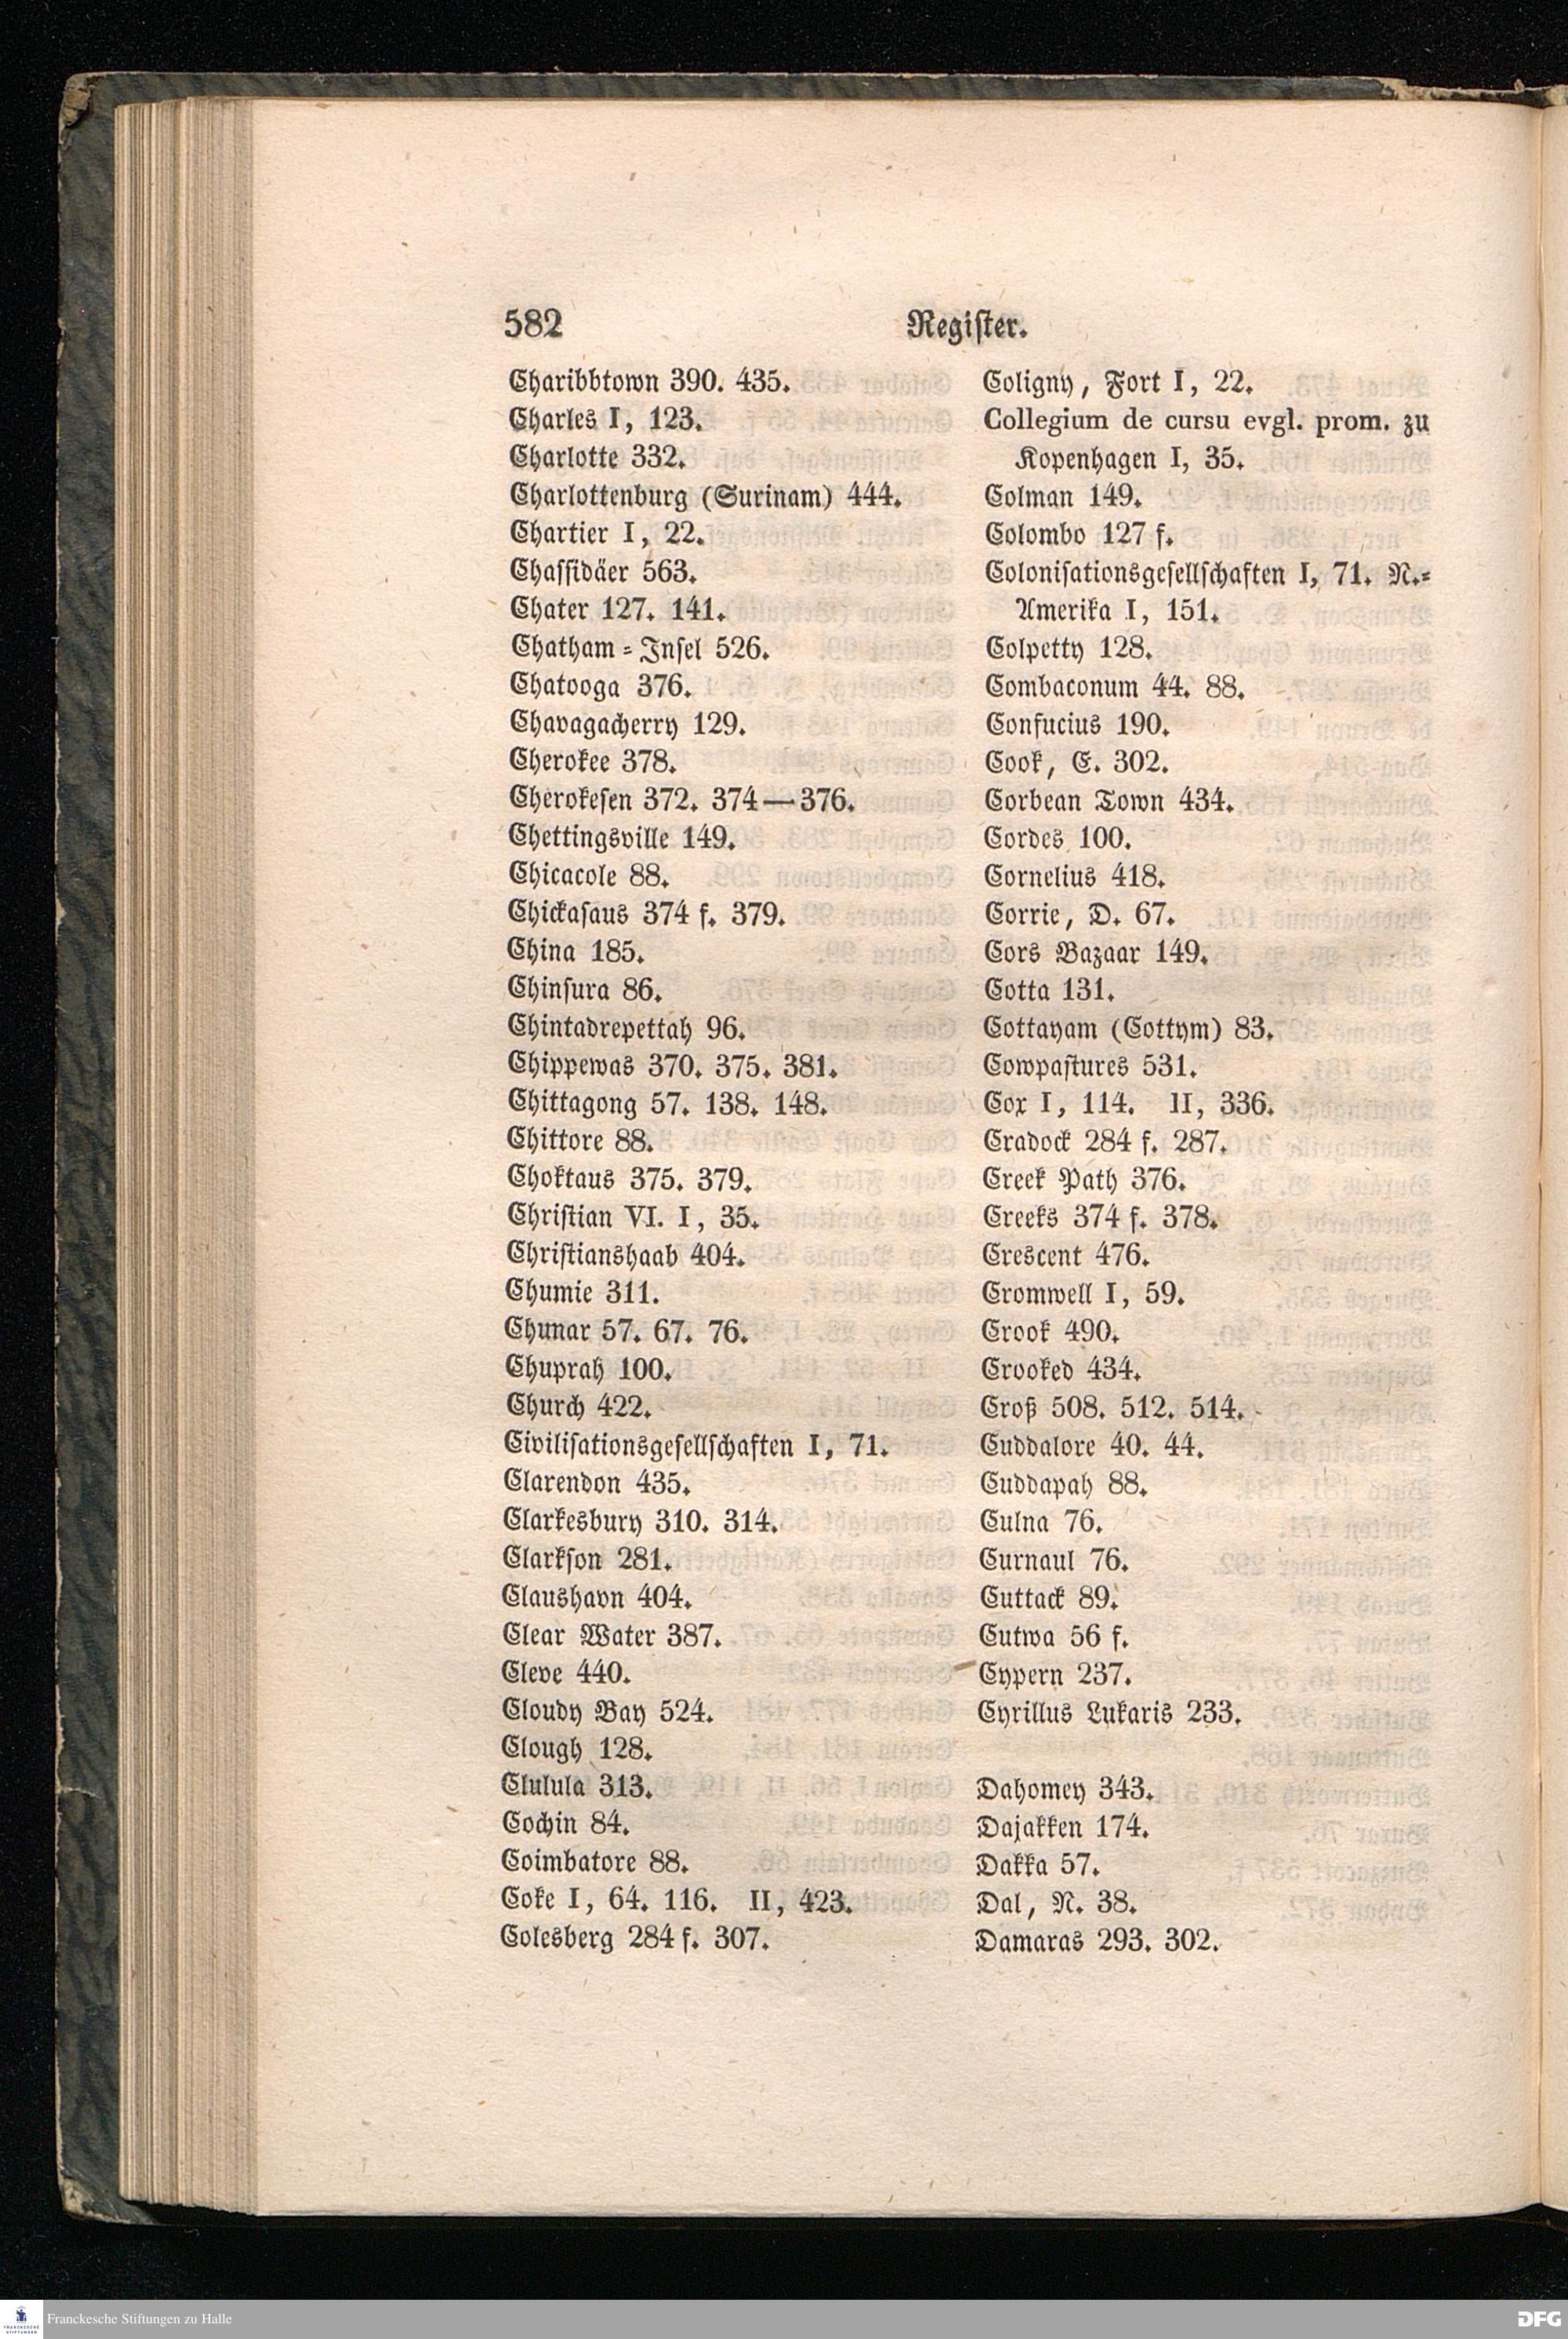 582
Register.
Charibbtown 390. 435.
Charles I, 123.
Charlotte 332.
Charlottenburg (Surinam) 444.
Chartier I, 22.
Chassidäer 563.
Chater 127. 141.
Chatham-Insel 526.
Chatooga 376.
Chavagacherry 129.
Cherokee 378.
Cherokesen 372. 374—376.
Chettingsville 149.
Chicacole 88.
Chickasaus 374 f. 379.
China 185.
Chinsura 86.
Chintadrepettah 96.
Chippewas 370. 375. 381.
Chittagong 57. 138. 148.
Chittore 88.
Choktaus 375. 379.
Christian VI. I, 35.
Christianshaab 404.
Chumie 311.
Chunar 57. 67. 76.
Chuprah 100.
Church 422.
Civilisationsgesellschaften I, 71.
Clarendon 435.
Clarkesbury 310. 314.
Clarkson 281.
Claushavn 404.
Clear Water 387.
Cleve 440.
Cloudy Bay 524.
Clough 128.
Clulula 313.
Cochin 84.
Coimbatore 88.
Coke I, 64. 116. II, 423.
Colesberg 284 f. 307.
Coligny, Fort I, 22.
Collegium de cursu evgl. prom. zu
Kopenhagen I, 35.
Colman 149.
Colombo 127 f.
Colonisationsgesellschaften I, 71. N.-
Amerika I, 151.
Colpetty 128.
Combaconum 44. 88.
Confucius 190.
Cook, E. 302.
Corbean Town 434.
Cordes 100.
Cornelius 418.
Corrie, D. 67.
Cors Bazaar 149.
Cotta 131.
Cottayam (Cottym) 83.
Cowpastures 531.
Cox I, 114. II, 336.
Cradock 284 f. 287.
Creek Path 376.
Creeks 374 f. 378.
Crescent 476.
Cromwell I, 59.
Crook 490.
Crooked 434.
Croß 508. 512. 514.
Cuddalore 40. 44.
Cuddapah 88.
Culna 76.
Curnaul 76.
Cuttack 89.
Cutwa 56 f.
Cypern 237.
Cyrillus Lukaris 233.
Dahomey 343.
Dajakken 174.
Dakka 57.
Dal, N. 38.
Damaras 293. 302.
FRANCKESCHE
STIFTUNGEN
Franckesche Stiftungen zu Halle
DFG